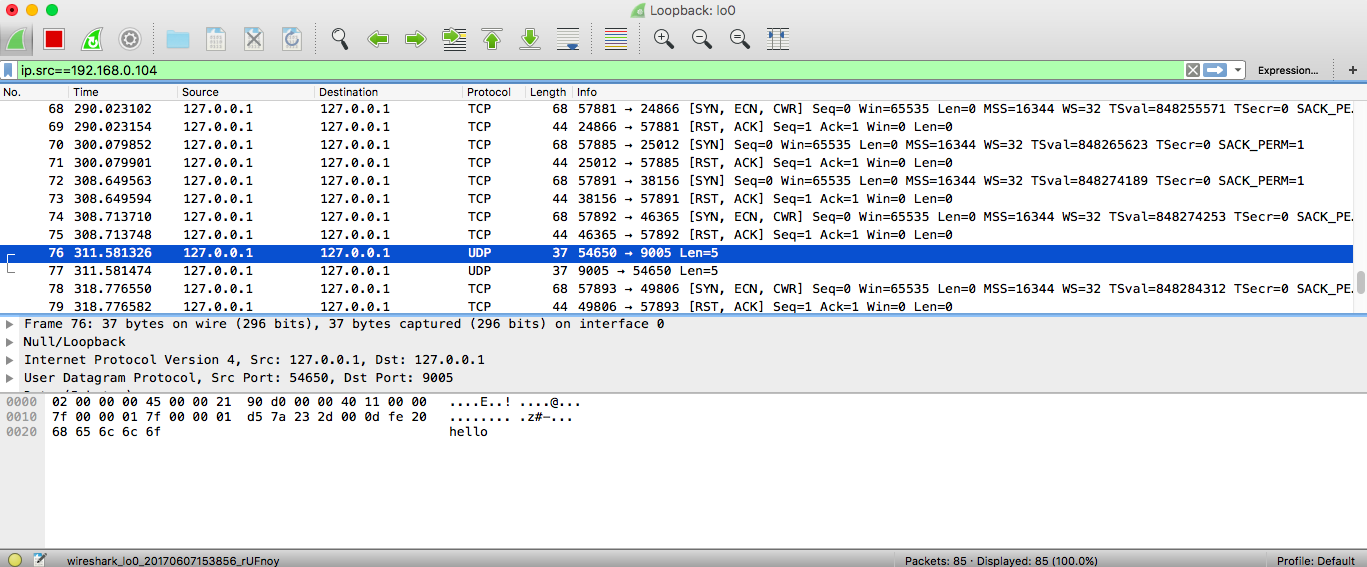 Loopback: lo0
ip.src==192.168.0.104 Expression... +
No. Time Source Destination Protocol Length Info
68 290.023102 127.0.0.1 127.0.0.1 TCP 68 57881 → 24866 [SYN, ECN, CWR] Seq=0 Win=65535 Len=0 MSS=16344 WS=32 TSval=848255571 TSecr=0 SACK_PE…
69 290.023154 127.0.0.1 127.0.0.1 TCP 44 24866 → 57881 [RST, ACK] Seq=1 Ack=1 Win=0 Len=0
70 300.079852 127.0.0.1 127.0.0.1 TCP 68 57885 → 25012 [SYN] Seq=0 Win=65535 Len=0 MSS=16344 WS=32 TSval=848265623 TSecr=0 SACK_PERM=1
71 300.079901 127.0.0.1 127.0.0.1 TCP 44 25012 → 57885 [RST, ACK] Seq=1 Ack=1 Win=0 Len=0
72 308.649563 127.0.0.1 127.0.0.1 TCP 68 57891 → 38156 [SYN] Seq=0 Win=65535 Len=0 MSS=16344 WS=32 TSval=848274189 TSecr=0 SACK_PERM=1
73 308.649594 127.0.0.1 127.0.0.1 TCP 44 38156 → 57891 [RST, ACK] Seq=1 Ack=1 Win=0 Len=0
74 308.713710 127.0.0.1 127.0.0.1 TCP 68 57892 → 46365 [SYN, ECN, CWR] Seq=0 Win=65535 Len=0 MSS=16344 WS=32 TSval=848274253 TSecr=0 SACK_PE…
75 308.713748 127.0.0.1 127.0.0.1 TCP 44 46365 → 57892 [RST, ACK] Seq=1 Ack=1 Win=0 Len=0
76 311.581326 127.0.0.1 127.0.0.1 UDP 37 54650 → 9005 Len=5
77 311.581474 127.0.0.1 127.0.0.1 UDP 37 9005 → 54650 Len=5
78 318.776550 127.0.0.1 127.0.0.1 TCP 68 57893 → 49806 [SYN, ECN, CWR] Seq=0 Win=65535 Len=0 MSS=16344 WS=32 TSval=848284312 TSecr=0 SACK_PE…
79 318.776582 127.0.0.1 127.0.0.1 TCP 44 49806 → 57893 [RST, ACK] Seq=1 Ack=1 Win=0 Len=0
Frame 76: 37 bytes on wire (296 bits), 37 bytes captured (296 bits) on interface 0
Null/Loopback
Internet Protocol Version 4, Src: 127.0.0.1, Dst: 127.0.0.1
User Datagram Protocol, Src Port: 54650, Dst Port: 9005
0000 02 00 00 00 45 00 00 21 90 d0 00 00 40 11 00 00 ....E..! ....@...
0010 7f 00 00 01 7f 00 00 01 d5 7a 23 2d 00 0d fe 20 ........ .z#-...
0020 68 65 6c 6c 6f hello
wireshark_lo0_20170607153856_rUFnoy Packets: 85 · Displayed: 85 (100.0%) Profile: Default